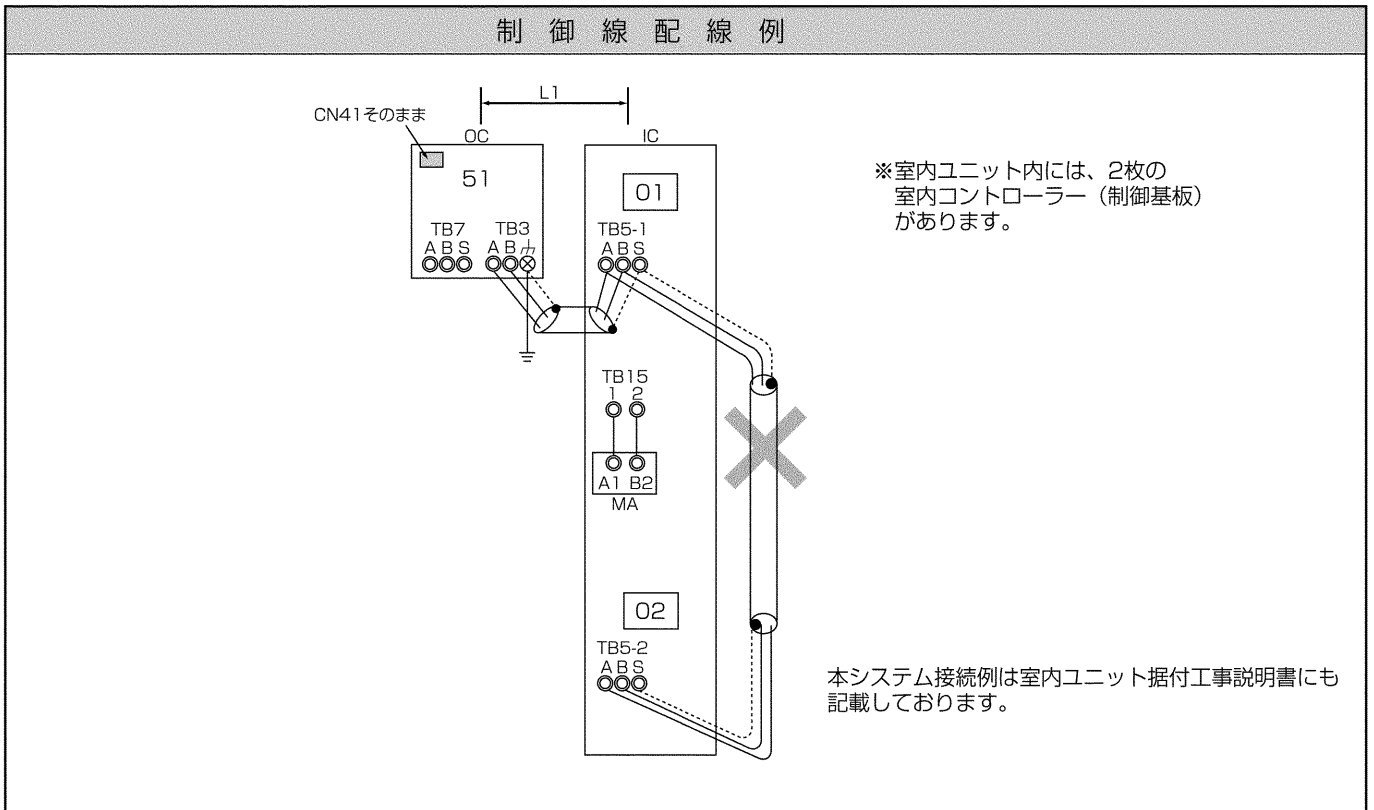 制御線配線例
L1
CN41そのまま
OC
IC
51
01
※室内ユニット内には、2枚の
室内コントローラー（制御基板）
があります。
TB7
TB3
TB5-1
A B S
A B
A B S
TB15
1 2
A1 B2
MA
02
TB5-2
A B S
本システム接続例は室内ユニット据付工事説明書にも
記載しております。